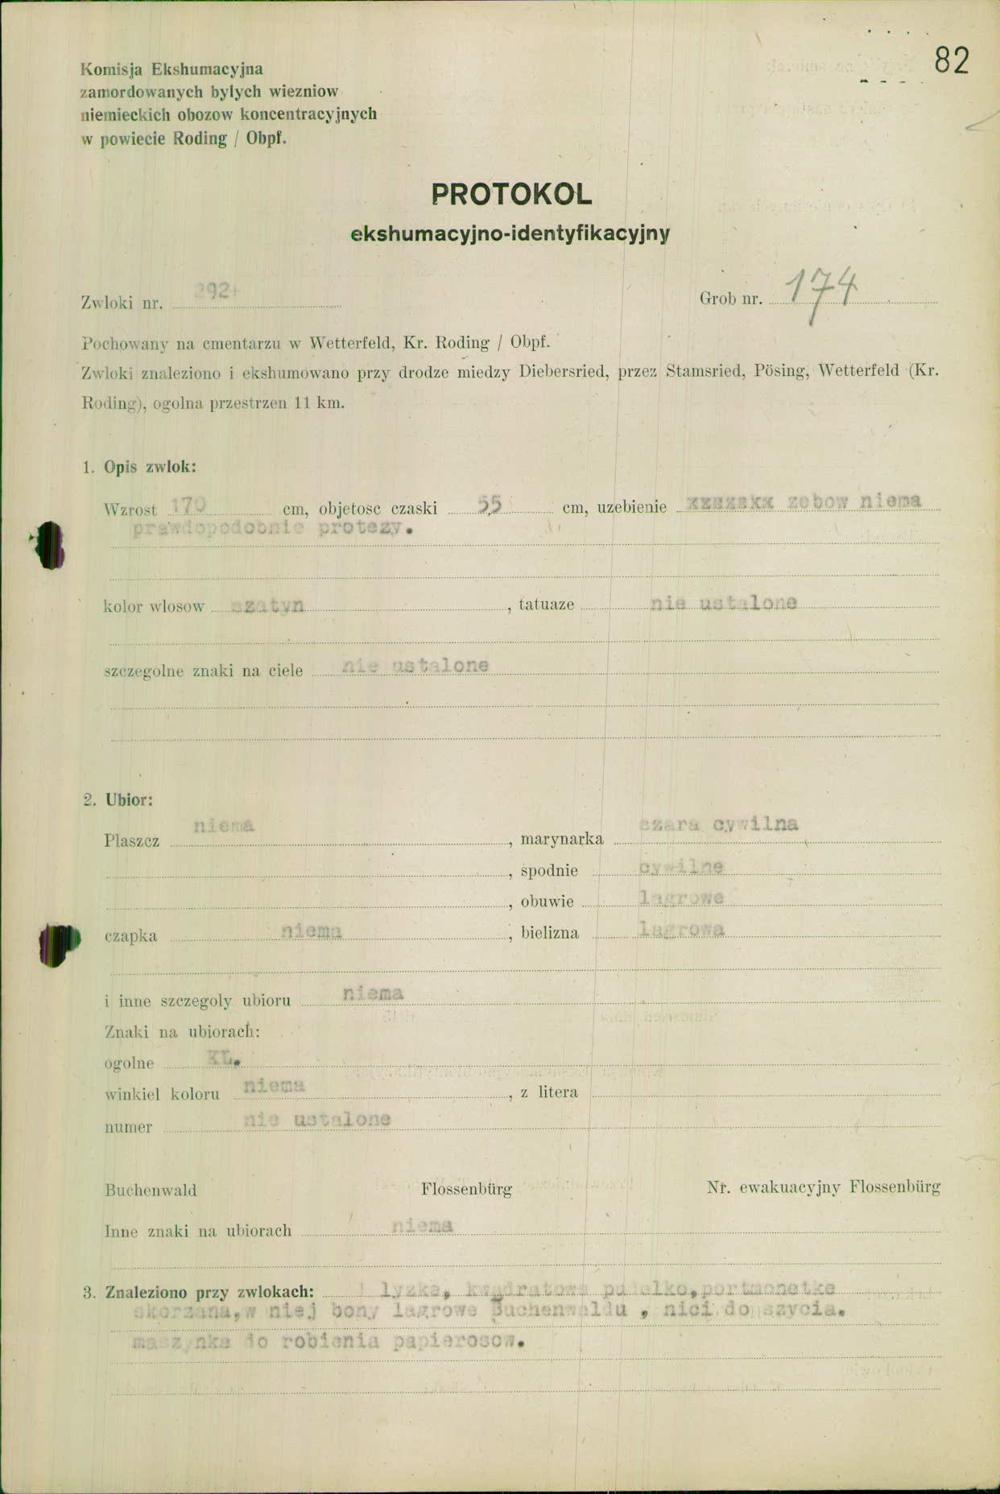 82
Komisja Ekshumacyjna
zamordowanych bylych wiezniow
niemieckich obozow koncentracyjnych
w powiecie Roding / Obpf.
PROTOKOL
ekshumacyjno-identyfikacyjny
Zwloki nr. 292 Grob nr. 174
Pochowany na cmentarzu w Wetterfeld, Kr. Roding / Obpf.
Zwloki znaleziono i ekshumowano przy drodze miedzy Diebersried, przez Stamsried, Pösing, Wetterfeld (Kr.
Roding), ogolna przestrzen 11 km.
1. Opis zwlok:
Wzrost 170 cm, objetosc czaski 55 cm, uzebienie zebow niema
prawdopodobnie protezy.
kolor wlosow szatyn, tatuaze nie ustalone
szczegolne znaki na ciele nie ustalone
2. Ubior:
Plaszcz niema, marynarka szara cywilna
, spodnie cywilne
, obuwie lagrowe
czapka niema, bielizna lagrowa
i inne szczegoly ubioru niema
Znaki na ubiorach:
ogolne KL.
winkiel koloru niema, z litera
numer nie ustalone
Buchenwald Flossenbürg Nr. ewakuacyjny Flossenbürg
Inne znaki na ubiorach niema
3. Znaleziono przy zwlokach: lyzka, kwadratowe pudelko, portmonetke
skorzana, w niej bony lagrowe Buchenwaldu, nici do szycia.
maszynka do robienia papierosow.